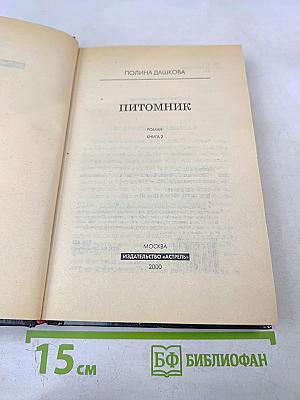 ПОЛИНА ДАШКОВА
ПИТОМНИК
РОМАН
КНИГА 2
МОСКВА
ИЗДАТЕЛЬСТВО «АСТРЕЛЬ»
2000
15 см
БФ БИБЛИОФАН